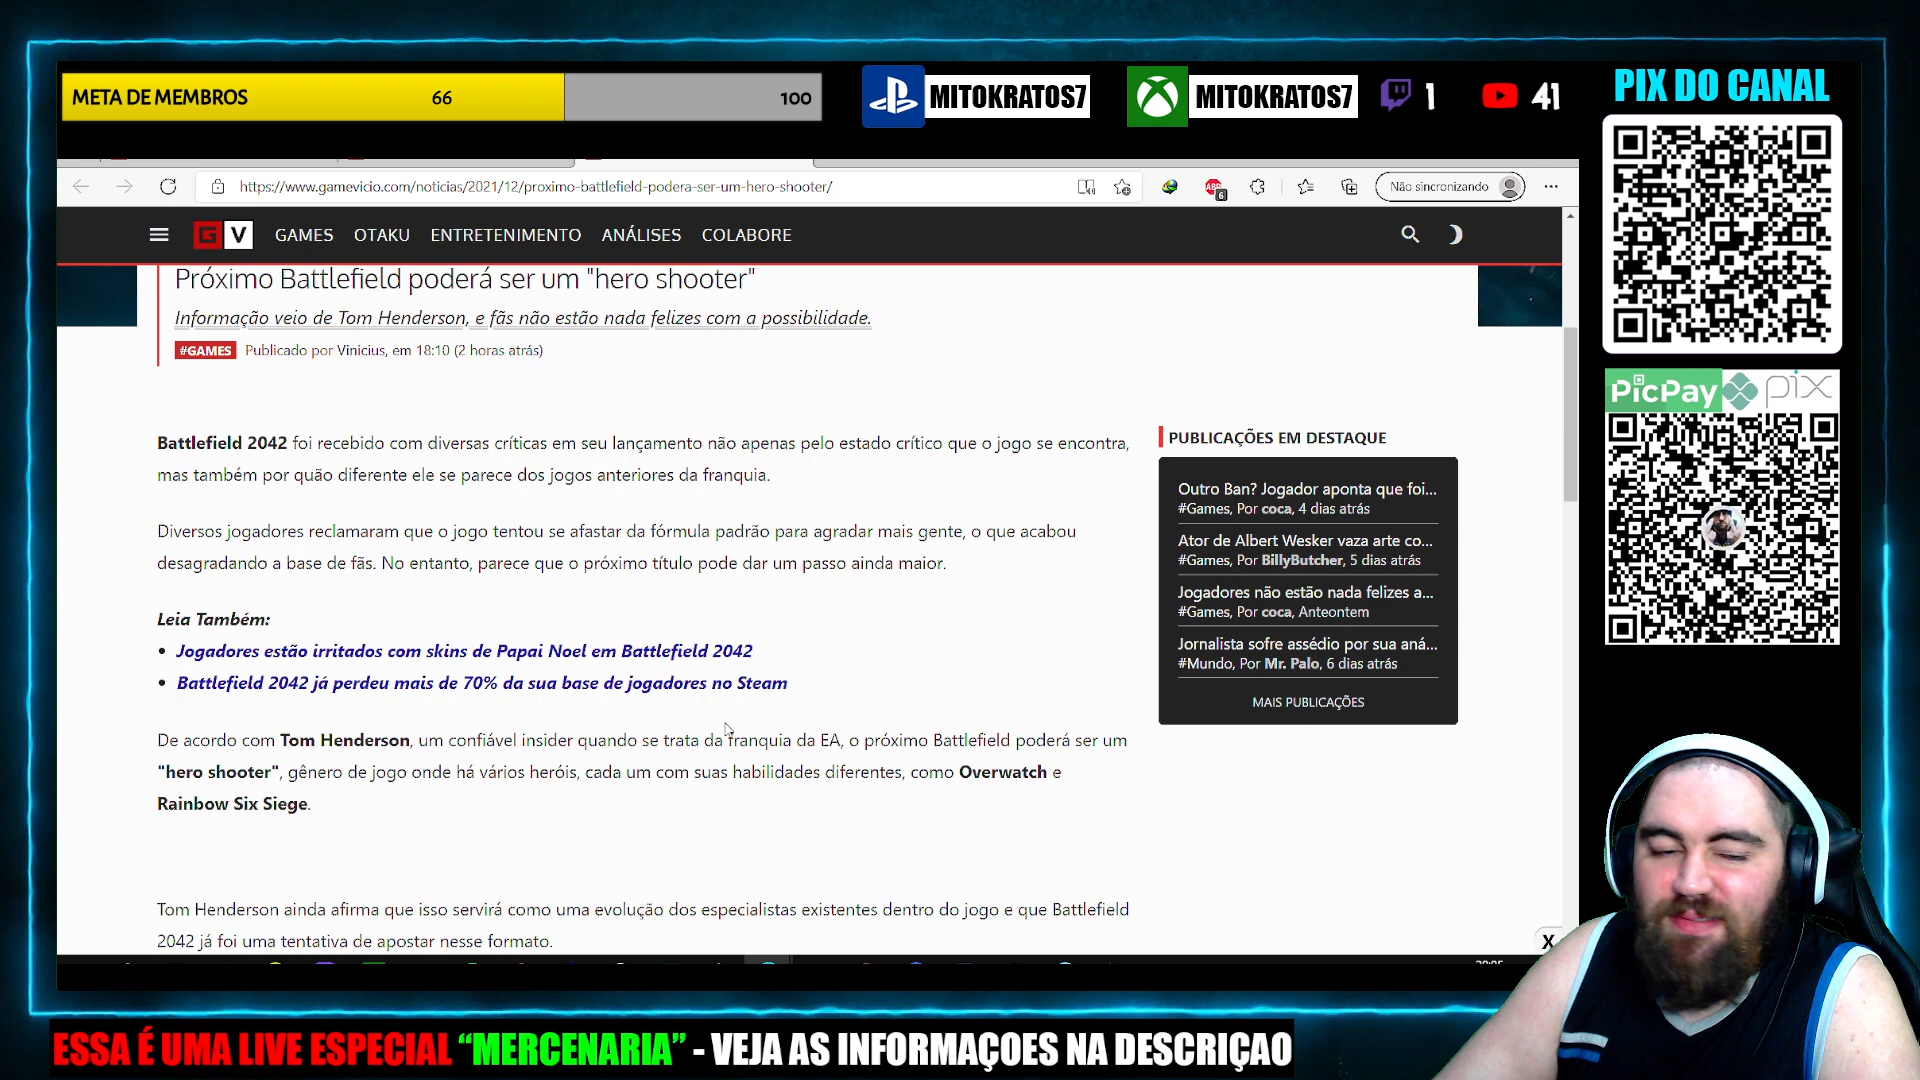 META DE MEMBROS 66 100
MITOKRATOS7
MITOKRATOS7
1
41
PIX DO CANAL
https://www.gamevicio.com/noticias/2021/12/proximo-battlefield-podera-ser-um-hero-shooter/
ABP
6
Não sincronizando
G V GAMES OTAKU ENTRETENIMENTO ANÁLISES COLABORE
Próximo Battlefield poderá ser um "hero shooter"
Informação veio de Tom Henderson, e fãs não estão nada felizes com a possibilidade.
#GAMES Publicado por Vinicius, em 18:10 (2 horas atrás)
Battlefield 2042 foi recebido com diversas críticas em seu lançamento não apenas pelo estado crítico que o jogo se encontra,
mas também por quão diferente ele se parece dos jogos anteriores da franquia.
Diversos jogadores reclamaram que o jogo tentou se afastar da fórmula padrão para agradar mais gente, o que acabou
desagradando a base de fãs. No entanto, parece que o próximo título pode dar um passo ainda maior.
Leia Também:
• Jogadores estão irritados com skins de Papai Noel em Battlefield 2042
• Battlefield 2042 já perdeu mais de 70% da sua base de jogadores no Steam
De acordo com Tom Henderson, um confiável insider quando se trata da franquia da EA, o próximo Battlefield poderá ser um
"hero shooter", gênero de jogo onde há vários heróis, cada um com suas habilidades diferentes, como Overwatch e
Rainbow Six Siege.
Tom Henderson ainda afirma que isso servirá como uma evolução dos especialistas existentes dentro do jogo e que Battlefield
2042 já foi uma tentativa de apostar nesse formato.
PUBLICAÇÕES EM DESTAQUE
Outro Ban? Jogador aponta que foi...
#Games, Por coca, 4 dias atrás
Ator de Albert Wesker vaza arte co...
#Games, Por BillyButcher, 5 dias atrás
Jogadores não estão nada felizes a...
#Games, Por coca, Anteontem
Jornalista sofre assédio por sua aná...
#Mundo, Por Mr. Palo, 6 dias atrás
MAIS PUBLICAÇÕES
X
PicPay pix
ESSA É UMA LIVE ESPECIAL “MERCENARIA” - VEJA AS INFORMAÇOES NA DESCRIÇAO